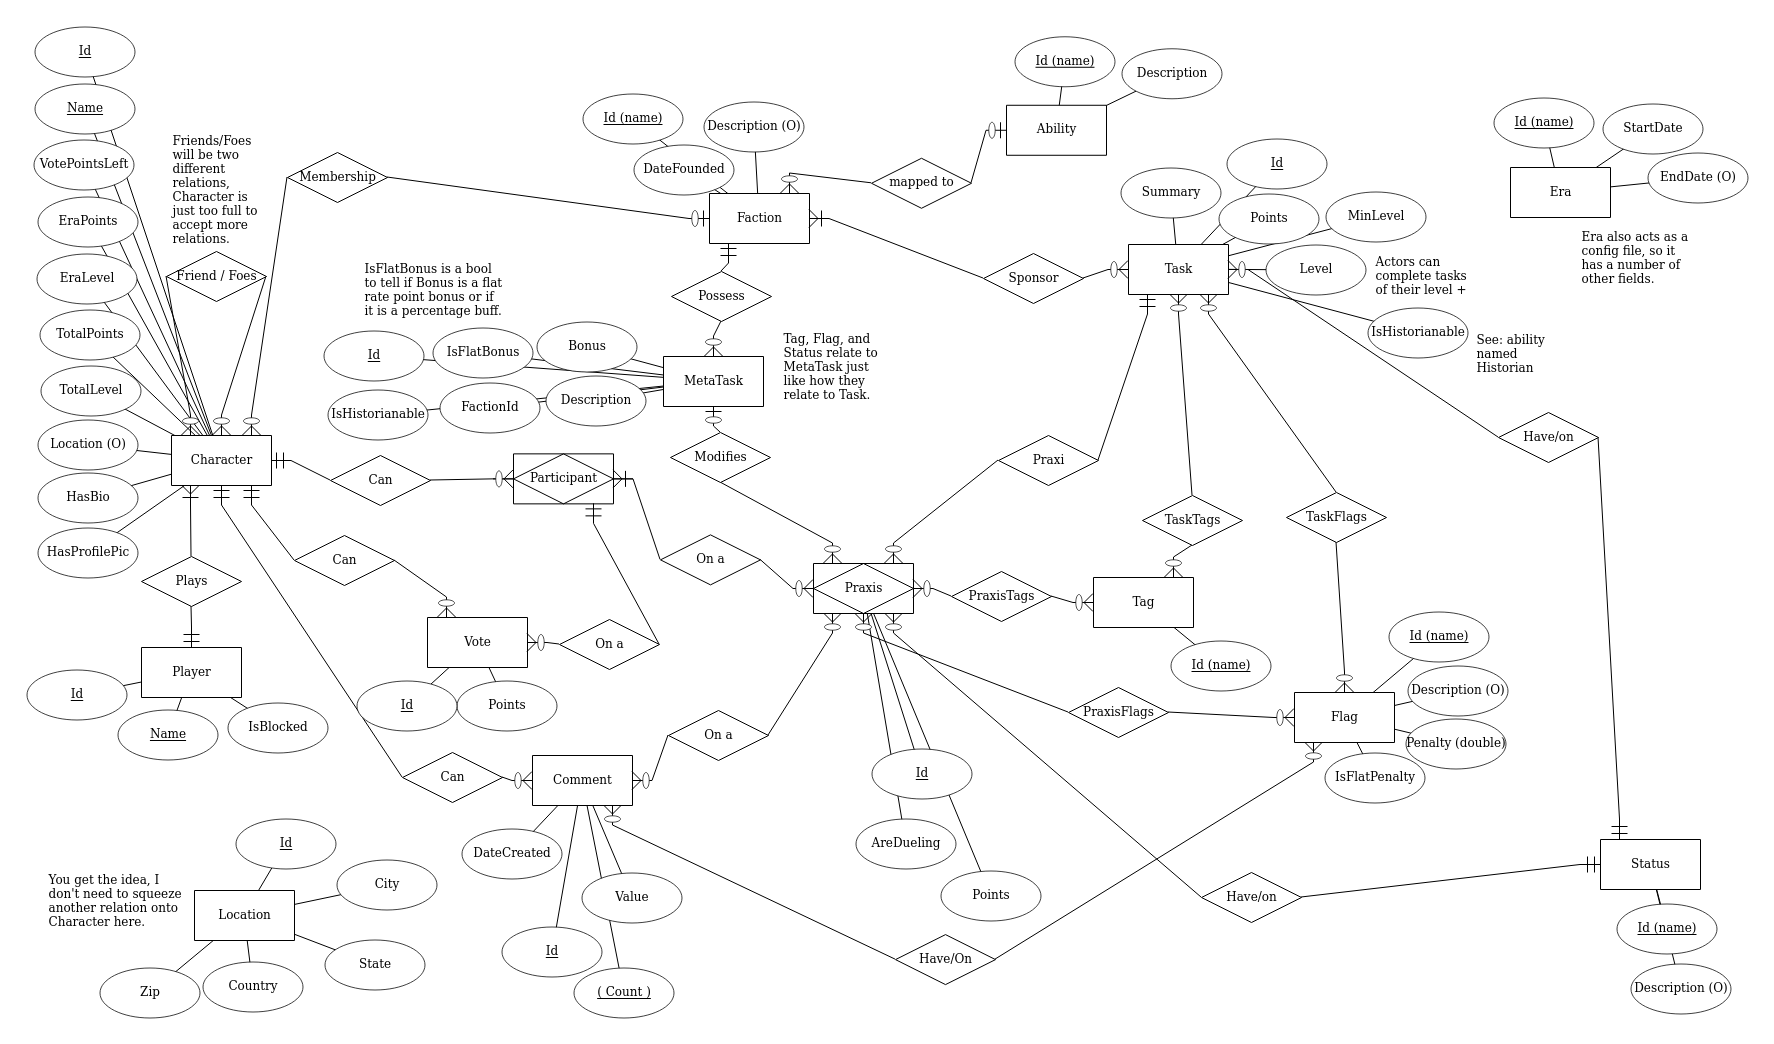 Id
Name
VotePointsLeft
EraPoints
EraLevel
TotalPoints
TotalLevel
Location (O)
HasBio
HasProfilePic
Friends/Foes
will be two
different
relations,
Character is
just too full to
accept more
relations.
Friend / Foes
Membership
Character
Plays
Player
Id
Name
IsBlocked
IsFlatBonus is a bool
to tell if Bonus is a flat
rate point bonus or if
it is a percentage buff.
Id
IsFlatBonus
Bonus
IsHistorianable
FactionId
Description
MetaTask
Tag, Flag, and
Status relate to
MetaTask just
like how they
relate to Task.
Id (name)
Description (O)
DateFounded
Faction
Possess
mapped to
Id (name)
Description
Ability
Sponsor
Id
Summary
Points
MinLevel
Level
Task
Actors can
complete tasks
of their level +
IsHistorianable
See: ability
named
Historian
Id (name)
StartDate
EndDate (O)
Era
Era also acts as a
config file, so it
has a number of
other fields.
Have/on
Can
Participant
Modifies
Praxi
Can
On a
Vote
On a
Id
Points
Praxis
PraxisTags
TaskTags
TaskFlags
Tag
Id (name)
PraxisFlags
Id (name)
Description (O)
Penalty (double)
IsFlatPenalty
Flag
Can
Comment
On a
DateCreated
Value
Id
( Count )
Id
AreDueling
Points
Have/On
Have/on
Status
Id (name)
Description (O)
You get the idea, I
don't need to squeeze
another relation onto
Character here.
Id
City
Location
State
Zip
Country